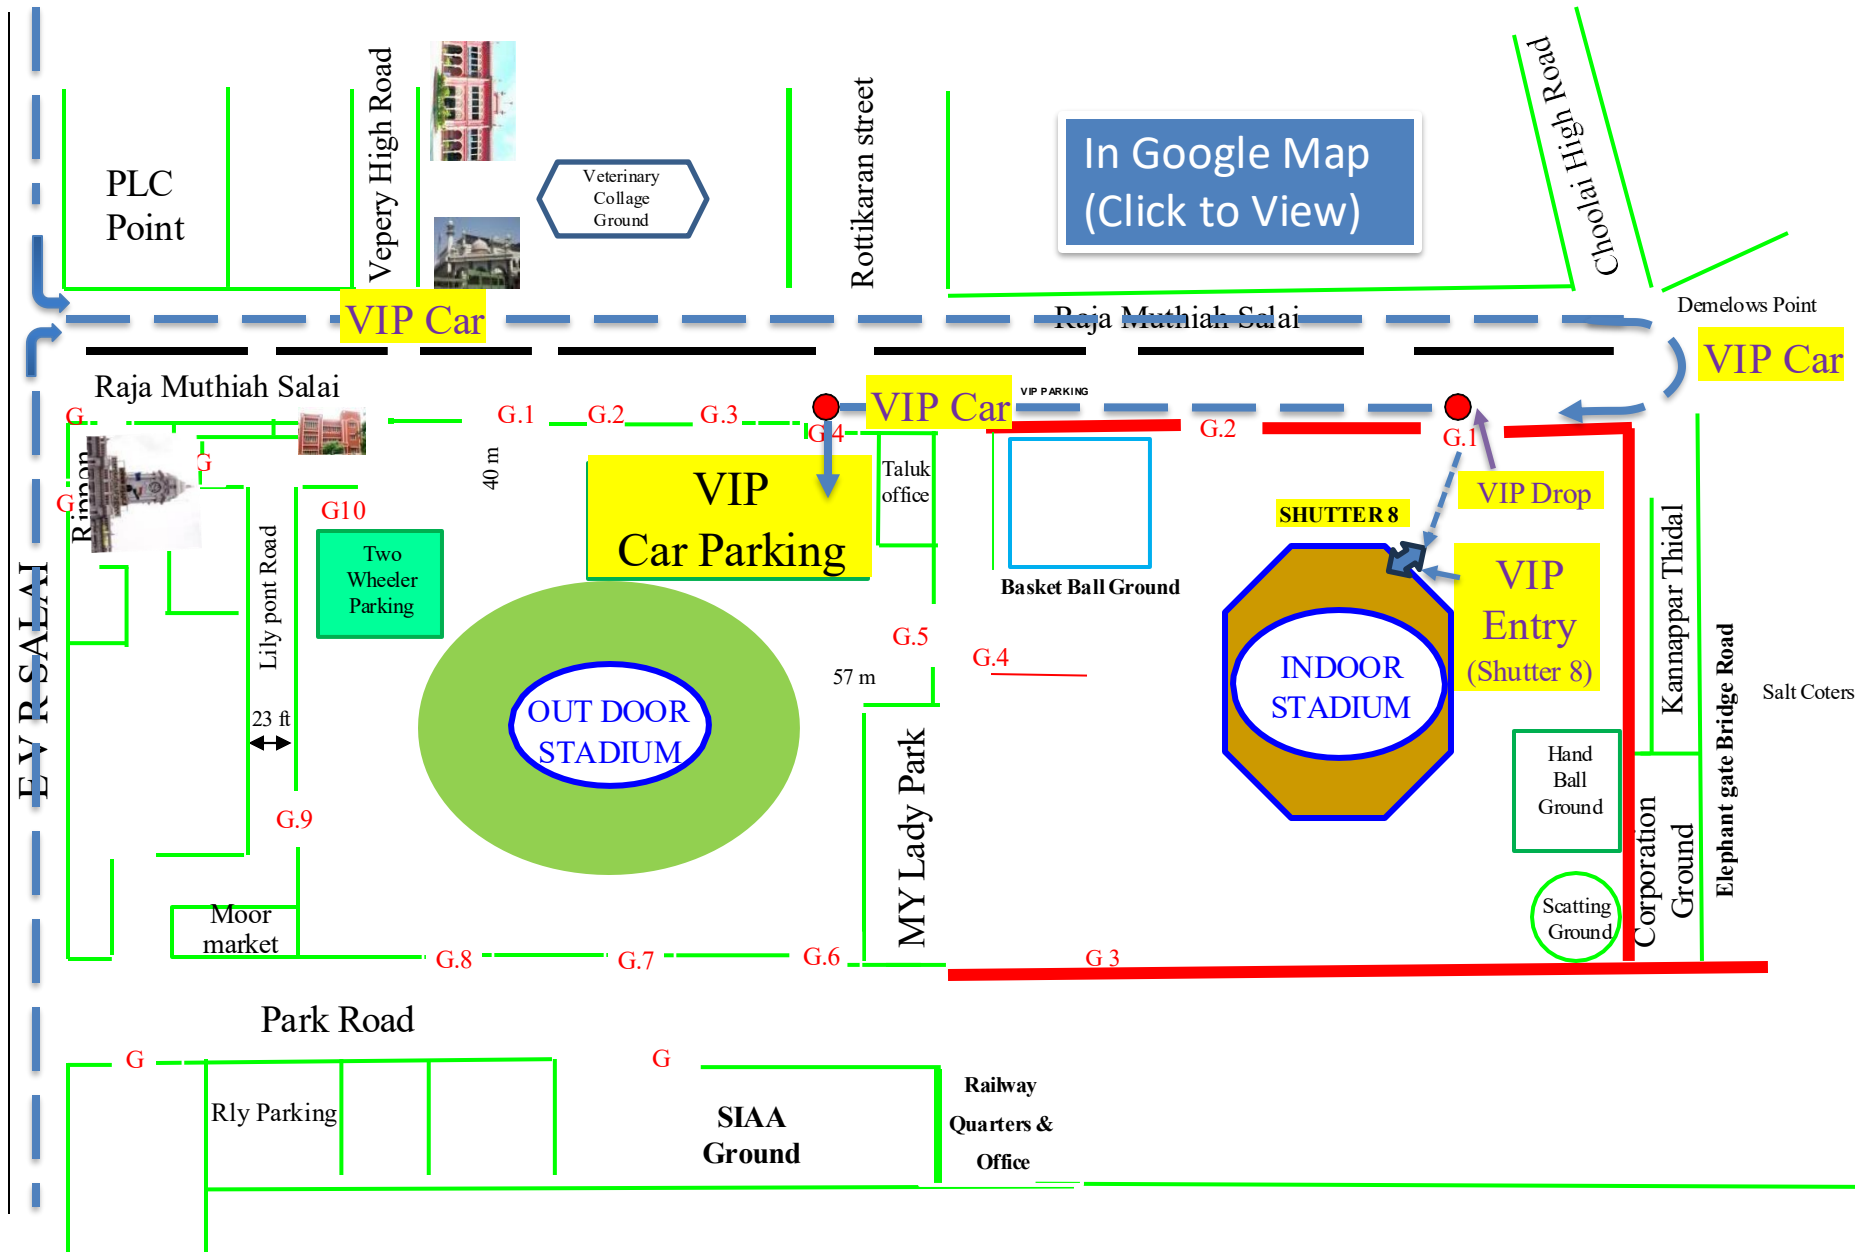 PLC
Point
Vepery High Road
Veterinary
Collage
Ground
Rottikaran street
In Google Map
(Click to View)
Choolai High Road
Demelows Point
VIP Car
Raja Muthiah Salai
VIP Car
Raja Muthiah Salai
VIP Car
VIP PARKING
G
G.1
G.2
G.3
G.4
G.2
G.1
G
G
Rippon
40 m
VIP
Car Parking
Taluk
office
VIP Drop
SHUTTER 8
G10
Two
Wheeler
Parking
Lily pont Road
Basket Ball Ground
VIP
Entry
(Shutter 8)
Kannappar Thidal
E V R SALAI
G.5
G.4
57 m
INDOOR
STADIUM
Salt Coters
OUT DOOR
STADIUM
23 ft
Elephant gate Bridge Road
Hand
Ball
Ground
G.9
MY Lady Park
Corporation
Ground
Scatting
Ground
Moor
market
G.8
G.7
G.6
G 3
Park Road
G
G
Rly Parking
SIAA
Ground
Railway
Quarters &
Office